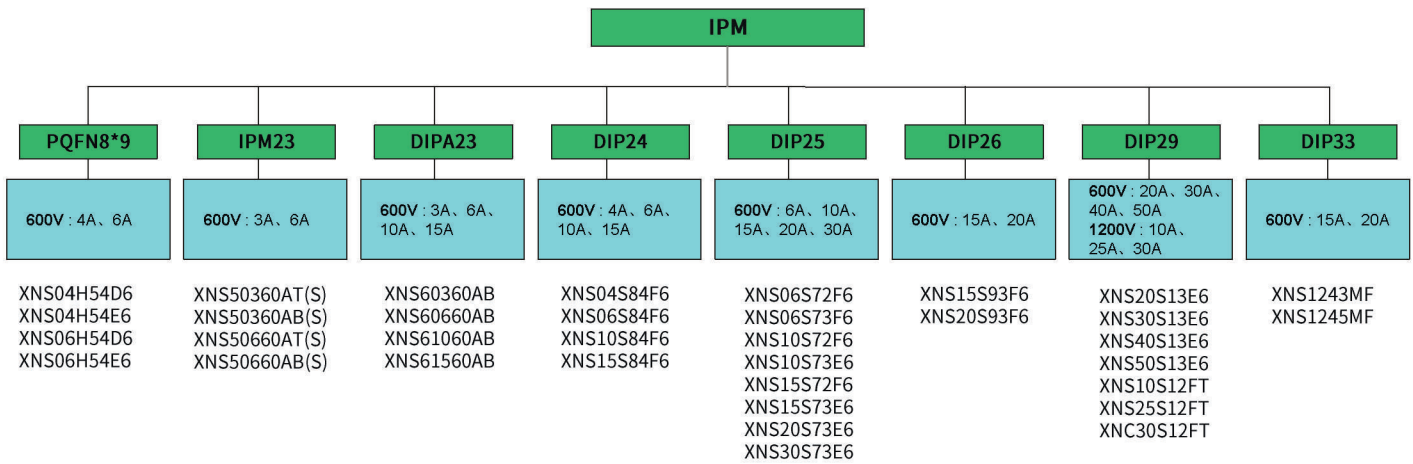 IPM
PQFN8*9
IPM23
DIPA23
DIP24
DIP25
DIP26
DIP29
DIP33
600V : 4A、6A
600V : 3A、6A
600V : 3A、6A、
10A、15A
600V : 4A、6A、
10A、15A
600V : 6A、10A、
15A、20A、30A
600V : 15A、20A
600V : 20A、30A、
40A、50A
1200V : 10A、
25A、30A
600V : 15A、20A
XNS04H54D6
XNS04H54E6
XNS06H54D6
XNS06H54E6
XNS50360AT(S)
XNS50360AB(S)
XNS50660AT(S)
XNS50660AB(S)
XNS60360AB
XNS60660AB
XNS61060AB
XNS61560AB
XNS04S84F6
XNS06S84F6
XNS10S84F6
XNS15S84F6
XNS06S72F6
XNS06S73F6
XNS10S72F6
XNS10S73E6
XNS15S72F6
XNS15S73E6
XNS20S73E6
XNS30S73E6
XNS15S93F6
XNS20S93F6
XNS20S13E6
XNS30S13E6
XNS40S13E6
XNS50S13E6
XNS10S12FT
XNS25S12FT
XNC30S12FT
XNS1243MF
XNS1245MF